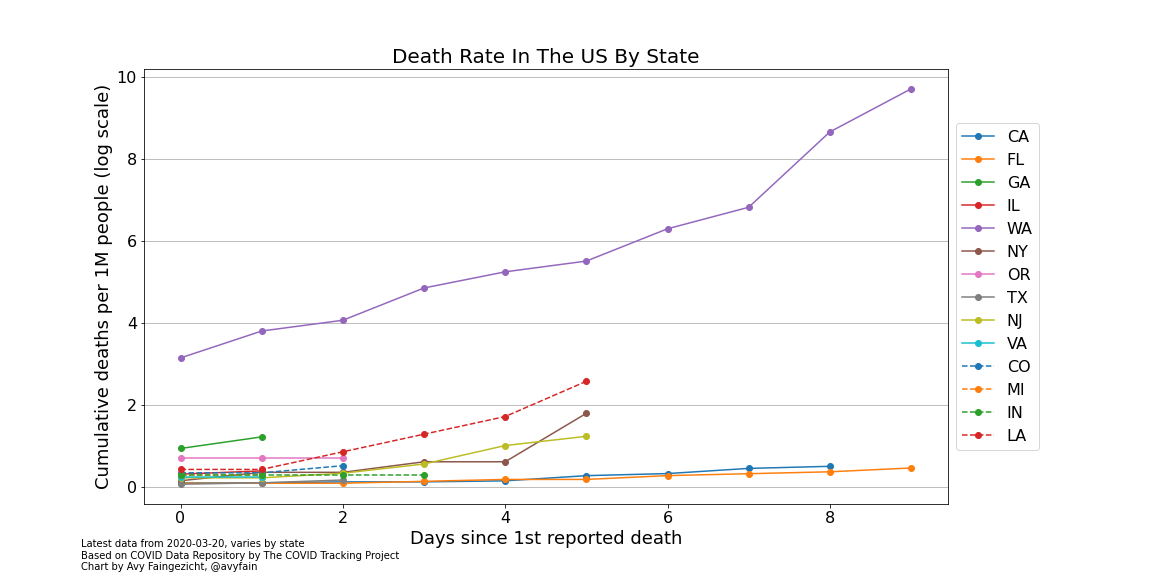 Death Rate In The US By State
Cumulative deaths per 1M people (log scale)
10
8
6
4
2
0
0 2 4 6 8
Days since 1st reported death
CA
FL
GA
IL
WA
NY
OR
TX
NJ
VA
CO
MI
IN
LA
Latest data from 2020-03-20, varies by state
Based on COVID Data Repository by The COVID Tracking Project
Chart by Avy Faingezicht, @avyfain